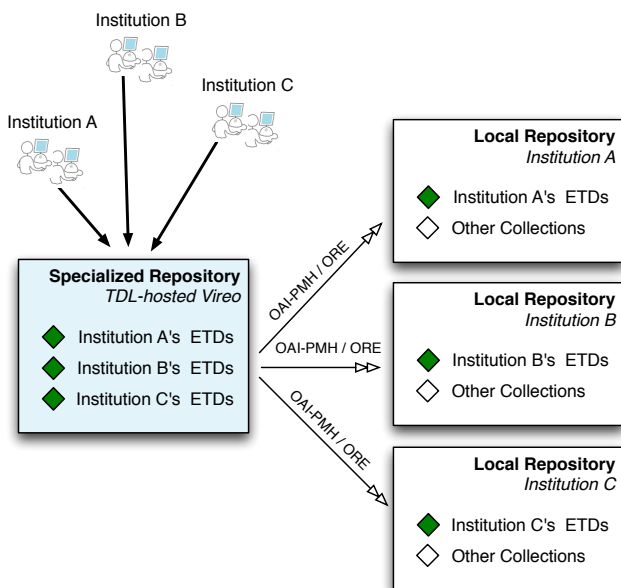 Institution B
Institution C
Institution A
Specialized Repository
TDL-hosted Vireo
Institution A's ETDs
Institution B's ETDs
Institution C's ETDs
OAI-PMH / ORE
OAI-PMH / ORE
OAI-PMH / ORE
Local Repository
Institution A
Institution A's ETDs
Other Collections
Local Repository
Institution B
Institution B's ETDs
Other Collections
Local Repository
Institution C
Institution C's ETDs
Other Collections